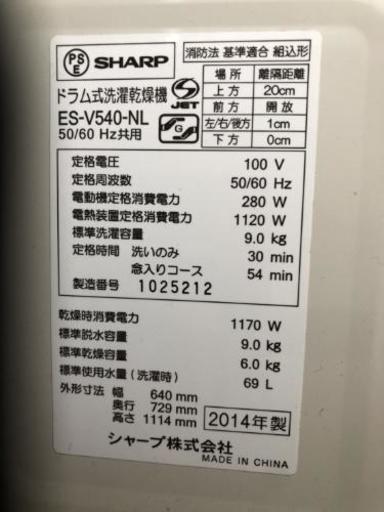 PS E SHARP
ドラム式洗濯乾燥機
ES-V540-NL
50/60 Hz共用
S JET
G
消防法 基準適合 組込形
場所 離隔距離
上方 20cm
前方 開放
左/右/後方 1cm
下方 0cm
定格電圧 100 V
定格周波数 50/60 Hz
電動機定格消費電力 280 W
電熱装置定格消費電力 1120 W
標準洗濯容量 9.0 kg
定格時間 洗いのみ 30 min
念入りコース 54 min
製造番号 1025212
乾燥時消費電力 1170 W
標準脱水容量 9.0 kg
標準乾燥容量 6.0 kg
標準使用水量(洗濯時) 69 L
外形寸法 幅 640 mm
奥行 729 mm
高さ 1114 mm
2014年製
シャープ株式会社
MADE IN CHINA